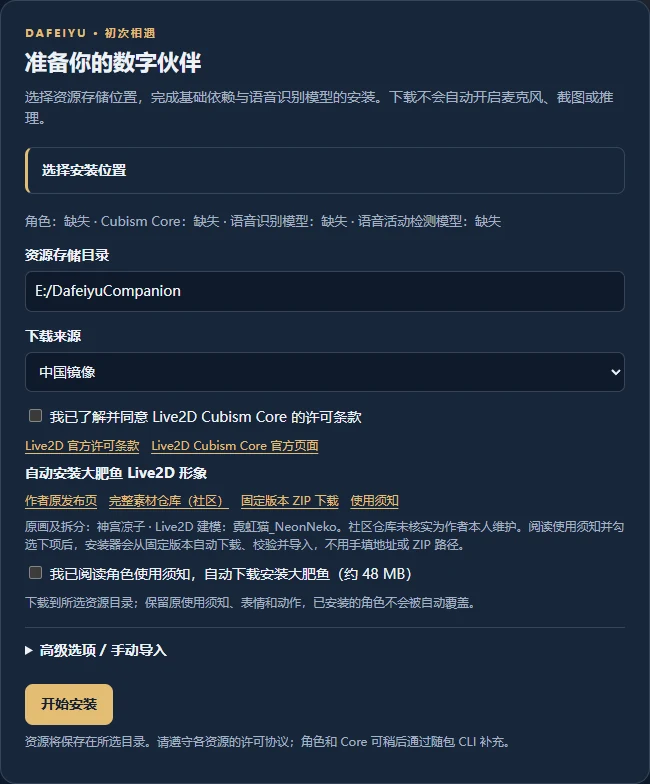 DAFEIYU • 初次相遇
准备你的数字伙伴
选择资源存储位置，完成基础依赖与语音识别模型的安装。下载不会自动开启麦克风、截图或推
理。
选择安装位置
角色：缺失 · Cubism Core：缺失 · 语音识别模型：缺失 · 语音活动检测模型：缺失
资源存储目录
E:/DafeiyuCompanion
下载来源
中国镜像
我已了解并同意 Live2D Cubism Core 的许可条款
Live2D 官方许可条款 Live2D Cubism Core 官方页面
自动安装大肥鱼 Live2D 形象
作者原发布页 完整素材仓库（社区） 固定版本 ZIP 下载 使用须知
原画及拆分：神宫凉子 · Live2D 建模：霓虹猫_NeonNeko。社区仓库未核实为作者本人维护。阅读使用须知并勾
选下项后，安装器会从固定版本自动下载、校验并导入，不用手填地址或 ZIP 路径。
我已阅读角色使用须知，自动下载安装大肥鱼（约 48 MB）
下载到所选资源目录；保留原使用须知、表情和动作，已安装的角色不会被自动覆盖。
高级选项 / 手动导入
开始安装
资源将保存在所选目录。请遵守各资源的许可协议；角色和 Core 可稍后通过随包 CLI 补充。